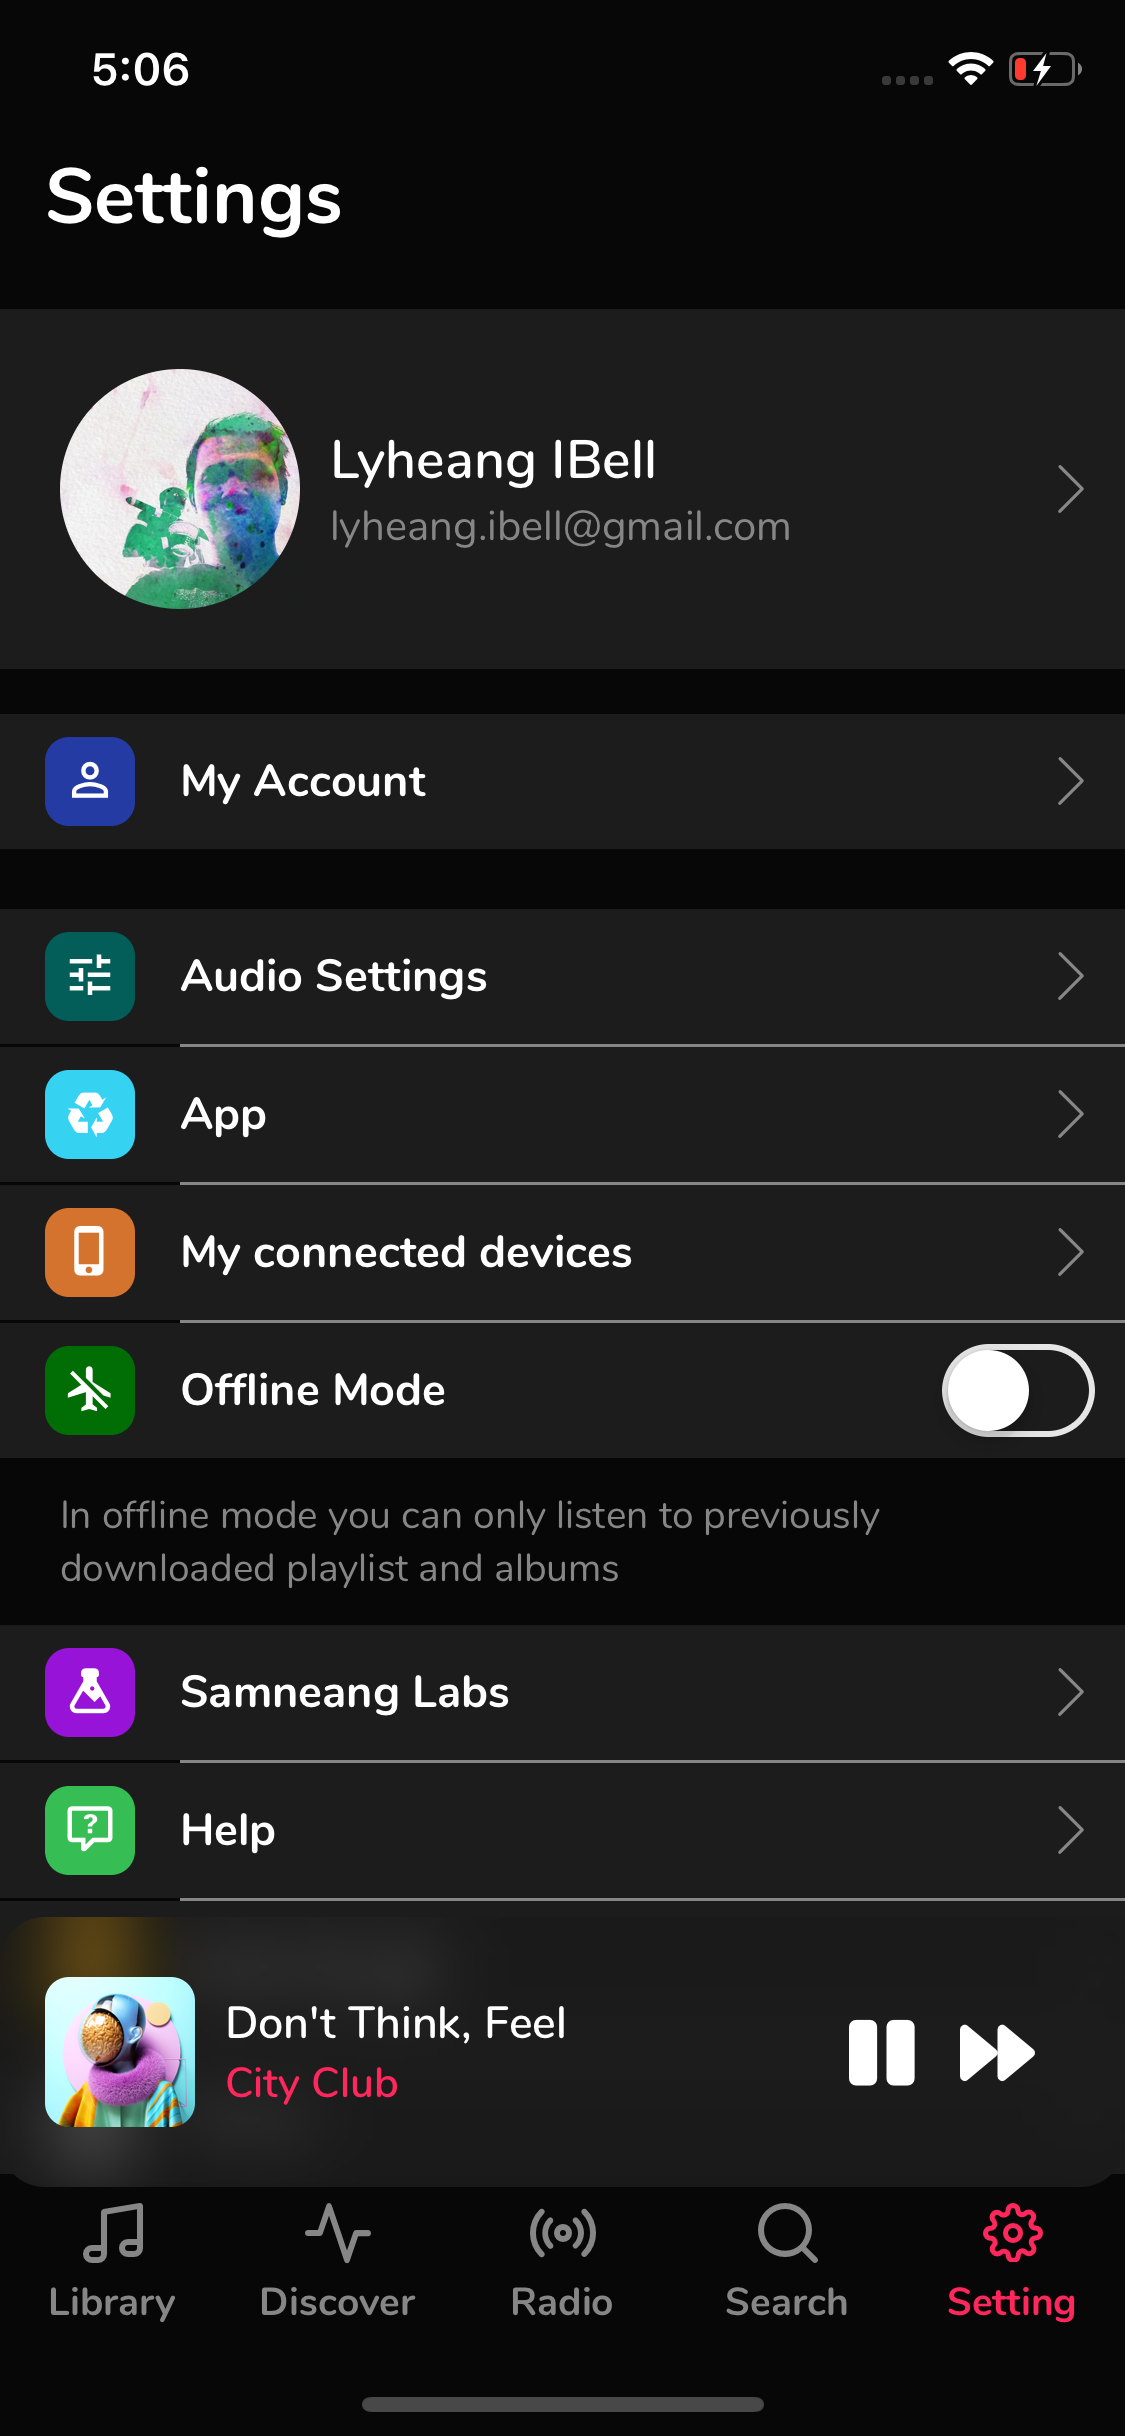 5:06
Settings
Lyheang IBell
lyheang.ibell@gmail.com
My Account
Audio Settings
App
My connected devices
Offline Mode
In offline mode you can only listen to previously
downloaded playlist and albums
Samneang Labs
Help
Don't Think, Feel
City Club
Library
Discover
Radio
Search
Setting